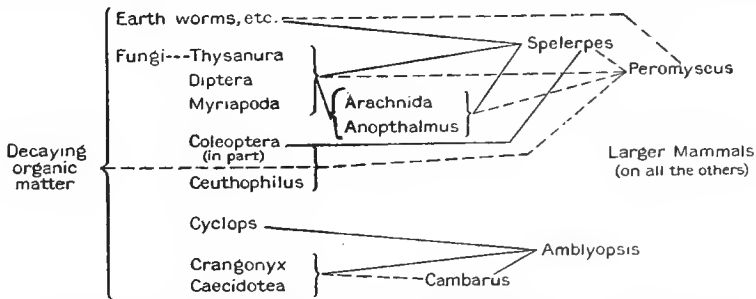 Earth worms, etc.
Spelerpes
Fungi---Thysanura
Peromyscus
Diptera
Myriapoda
Arachnida
Anopthalmus
Decaying
organic
matter
Coleoptera
(in part)
Larger Mammals
(on all the others)
Ceuthophilus
Cyclops
Amblyopsis
Crangonyx
Cambarus
Caecidotea